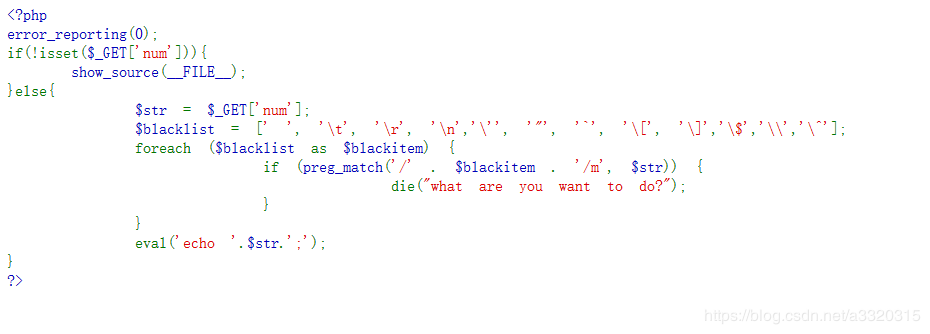 <?php
error_reporting(0);
if(!isset($_GET['num'])){
show_source(__FILE__);
}else{
$str = $_GET['num'];
$blacklist = [' ', '\t', '\r', '\n','\'', '"', '`', '\[', '\]','\$','\\','\^'];
foreach ($blacklist as $blackitem) {
if (preg_match('/' . $blackitem . '/m', $str)) {
die("what are you want to do?");
}
}
eval('echo '.$str.';');
}
?>
https://blog.csdn.net/a3320315